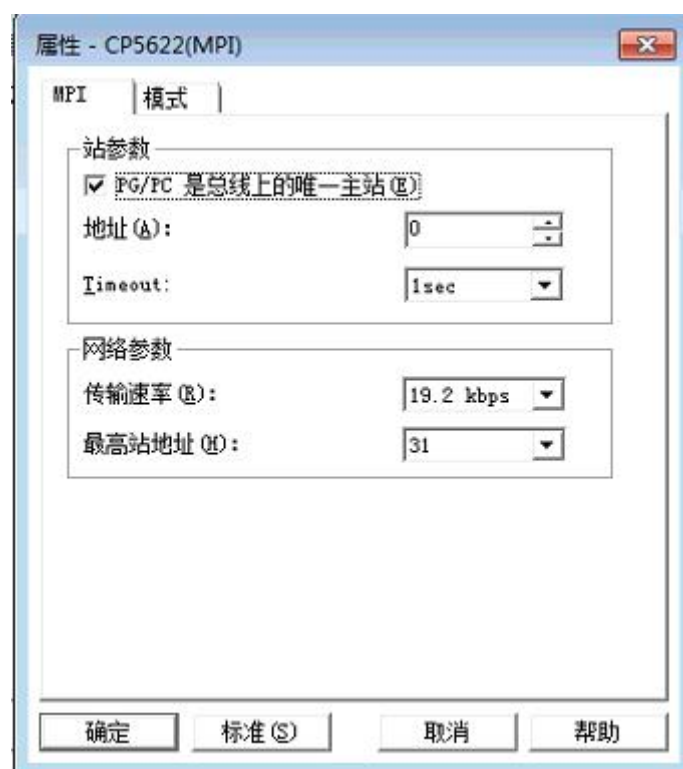 属性 - CP5622(MPI)
MPI 模式
站参数
PG/PC 是总线上的唯一主站(E)
地址(A): 0
Timeout: 1sec
网络参数
传输速率(R): 19.2 kbps
最高站地址(H): 31
确定 标准(S) 取消 帮助